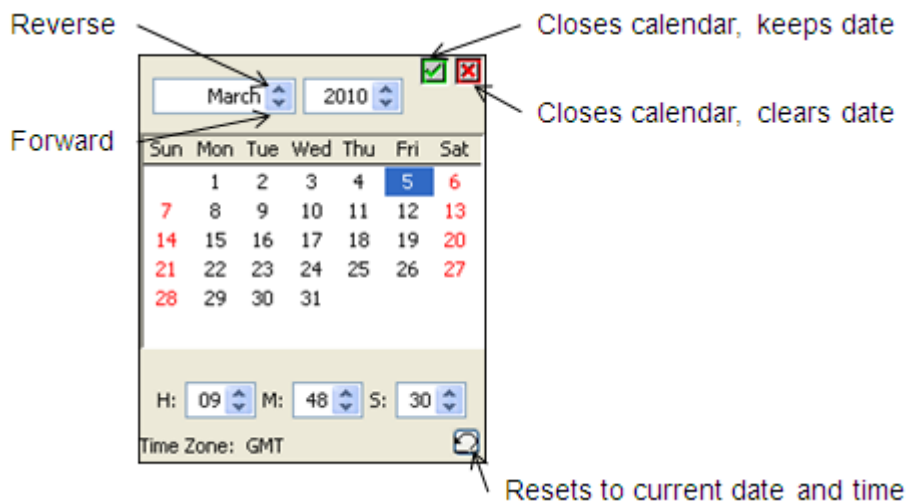 Reverse
Closes calendar, keeps date
March 2010
Closes calendar, clears date
Forward
Sun Mon Tue Wed Thu Fri Sat
1 2 3 4 5 6
7 8 9 10 11 12 13
14 15 16 17 18 19 20
21 22 23 24 25 26 27
28 29 30 31
H: 09 M: 48 S: 30
Time Zone: GMT
Resets to current date and time